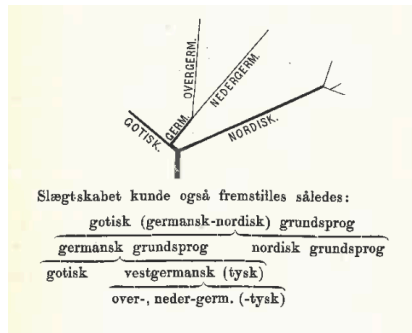 OVERGERM.
NEDERGERM.
GOTISK.
GERM.
NORDISK.
Slægtskabet kunde også fremstilles således:
gotisk (germansk-nordisk) grundsprog
germansk grundsprog nordisk grundsprog
gotisk vestgermansk (tysk)
over-, neder-germ. (-tysk)